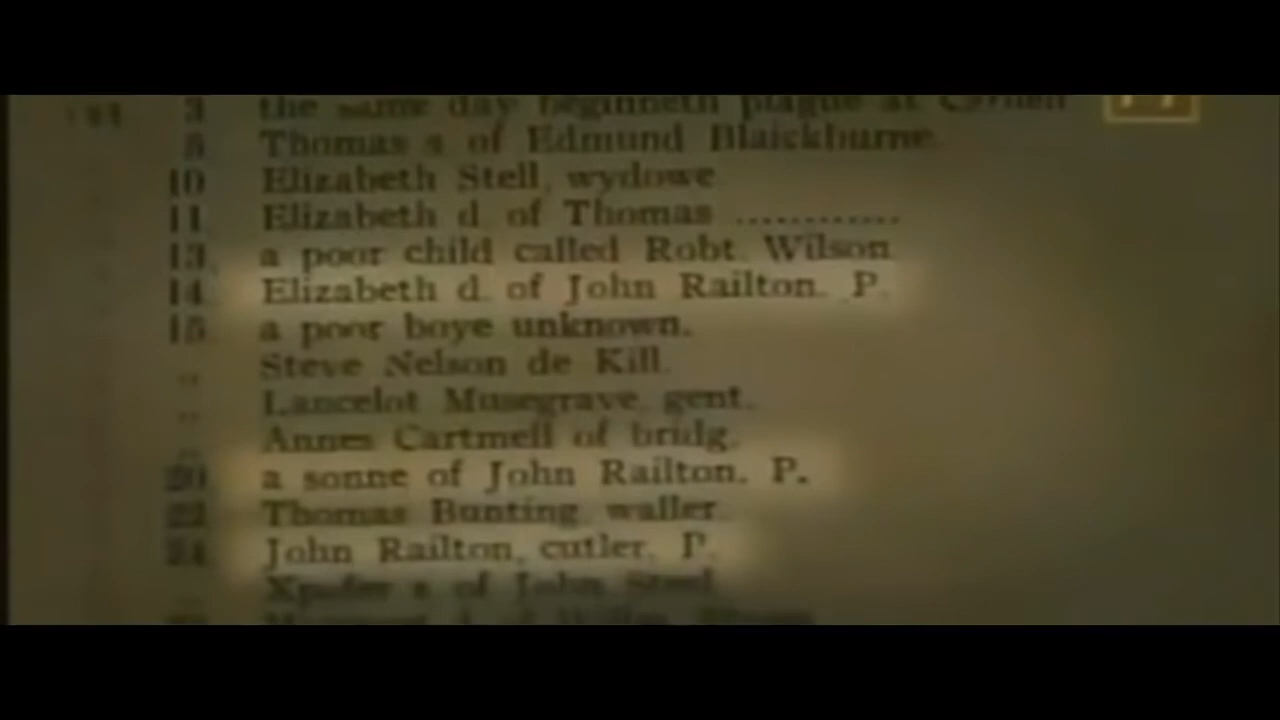 3 the same day beginneth plague at
8 Thomas s of Edmund Blaickburne.
10 Elizabeth Stell, wydowe
11. Elizabeth d. of Thomas ............
13. a poor child called Robt. Wilson
14. Elizabeth d. of John Railton. P.
15 a poor boye unknown.
„ Steve Nelson de Kill.
„ Lancelot Musgrave, gent.
„ Annes Cartmell of bridg.
20 a sonne of John Railton. P.
22 Thomas Bunting, waller.
24 John Railton, cutler. P.
Xpofer s of John Steel